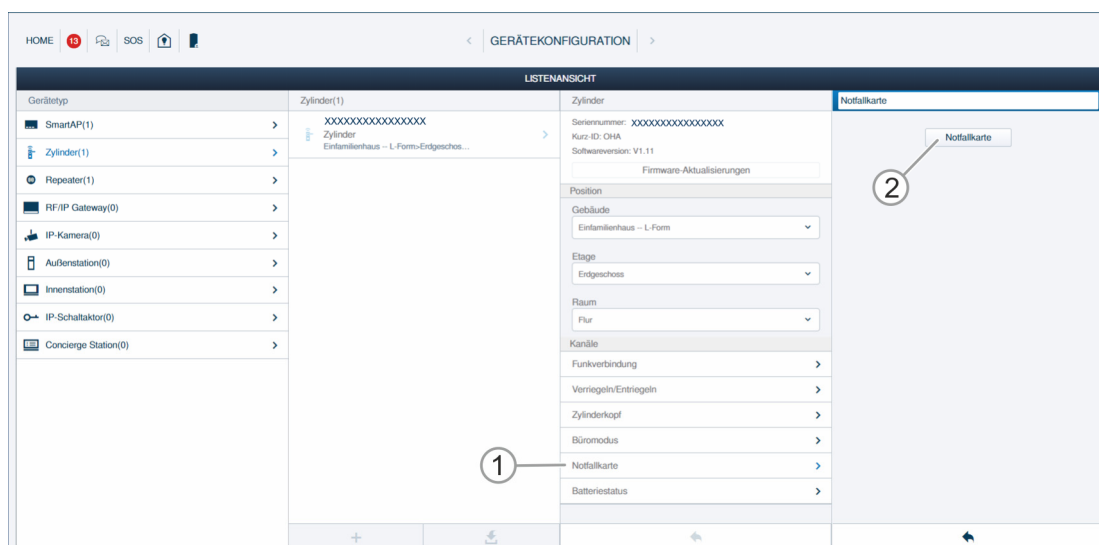 HOME 13 SOS
GERÄTEKONFIGURATION
LISTENANSICHT
Gerätetyp
SmartAP(1)
Zylinder(1)
Repeater(1)
RF/IP Gateway(0)
IP-Kamera(0)
Außenstation(0)
Innenstation(0)
IP-Schaltaktor(0)
Concierge Station(0)
Zylinder(1)
XXXXXXXXXXXXXXXX
Zylinder
Einfamilienhaus -- L-Form>Erdgeschos...
Zylinder
Seriennummer: XXXXXXXXXXXXXXXX
Kurz-ID: OHA
Softwareversion: V1.11
Firmware-Aktualisierungen
Position
Gebäude
Einfamilienhaus -- L-Form
Etage
Erdgeschoss
Raum
Flur
Kanäle
Funkverbindung
Verriegeln/Entriegeln
Zylinderkopf
Büromodus
1
Notfallkarte
Batteriestatus
Notfallkarte
Notfallkarte
2